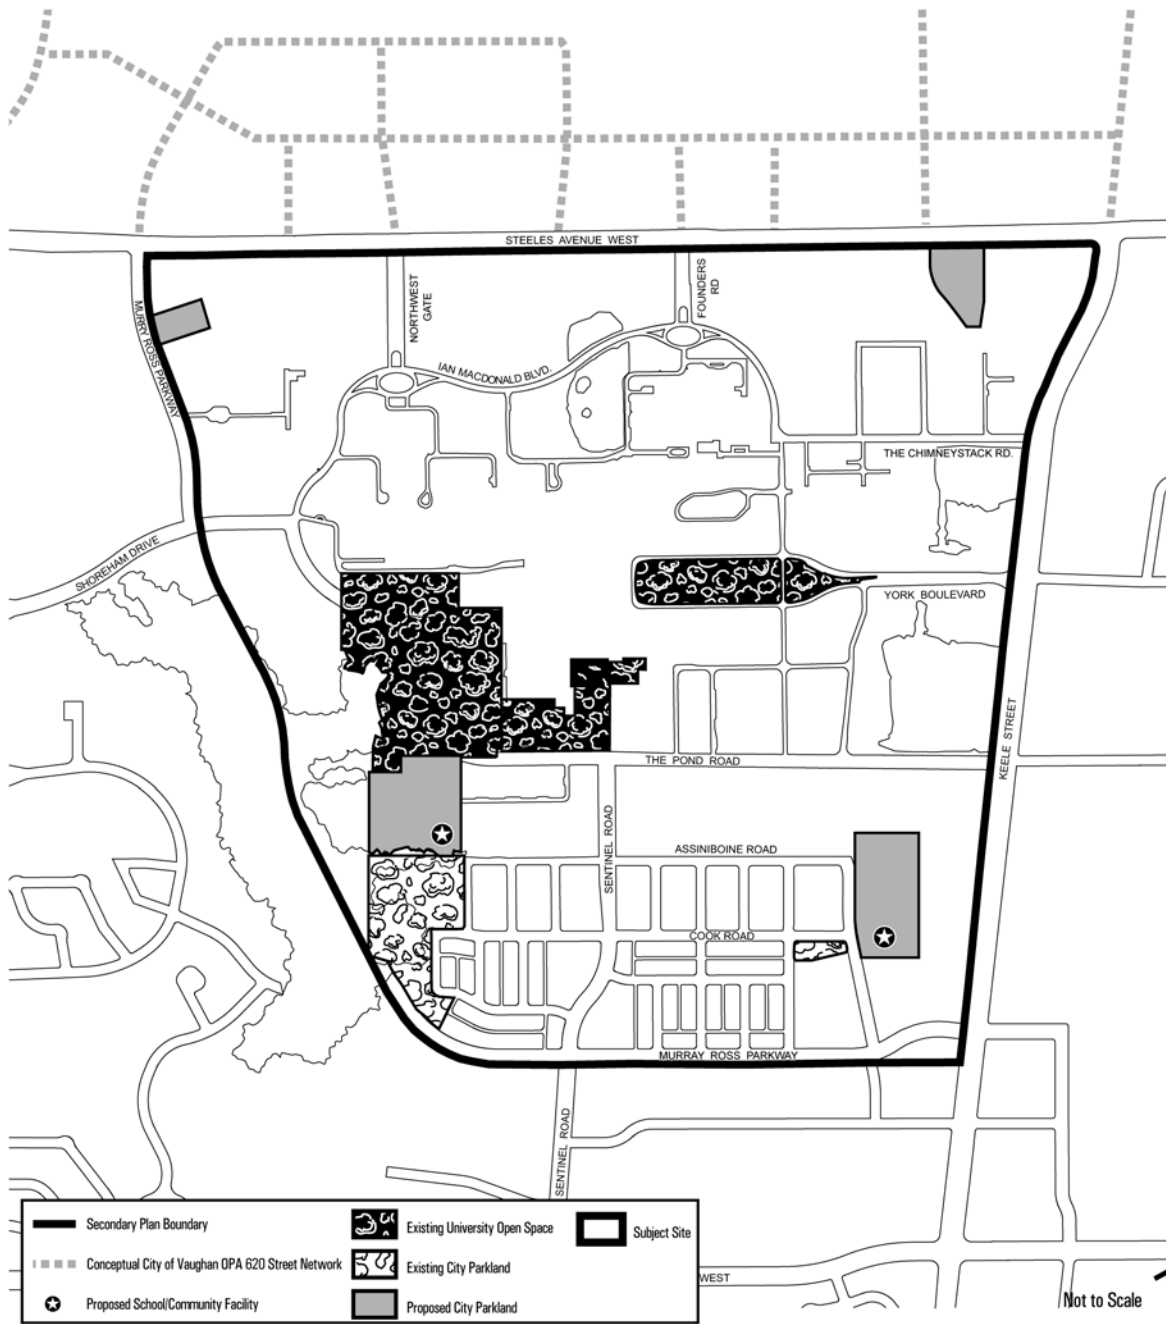 STEELES AVENUE WEST
NORTHWEST
GATE
FOUNDERS
RD
MURRY ROSS PARKWAY
IAN MACDONALD BLVD.
THE CHIMNEYSTACK RD.
SHOREHAM DRIVE
YORK BOULEVARD
KEELE STREET
THE POND ROAD
SENTINEL ROAD
ASSINIBOINE ROAD
COOK ROAD
MURRAY ROSS PARKWAY
SENTINEL ROAD
WEST
Secondary Plan Boundary
Conceptual City of Vaughan OPA 620 Street Network
Proposed School/Community Facility
Existing University Open Space
Existing City Parkland
Proposed City Parkland
Subject Site
Not to Scale